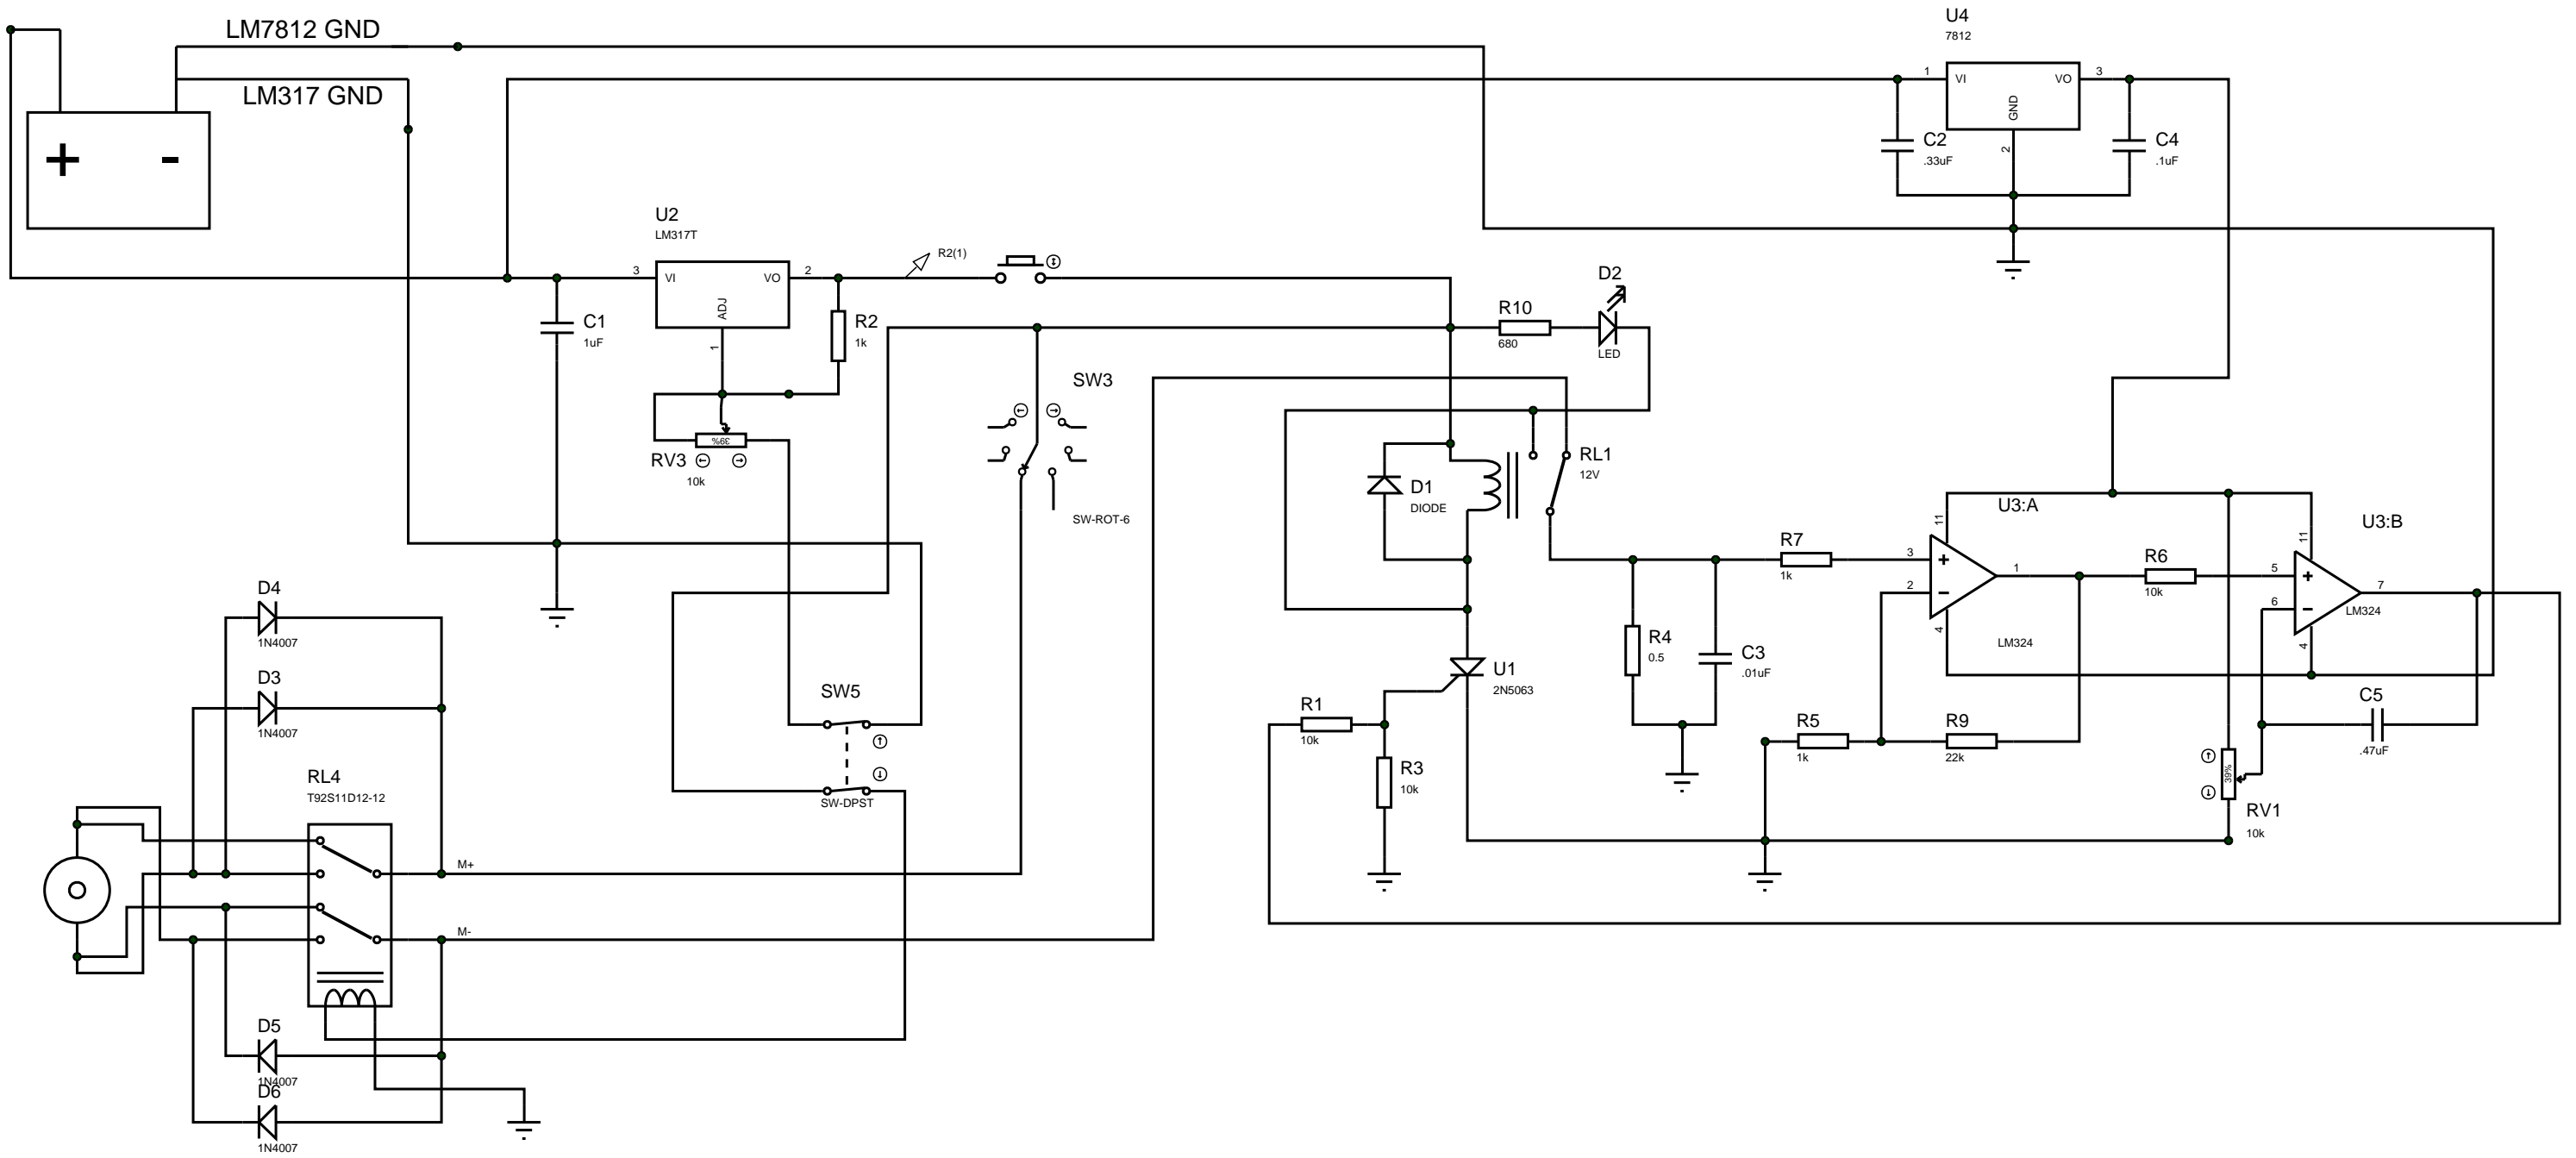 LM7812 GND
LM317 GND
+ -
U4
7812
1 VI VO 3
GND
2
C2
.33uF
C4
.1uF
U2
LM317T
3 VI VO 2
ADJ
1
R2(1)
C1
1uF
R2
1k
RV3
39%
10k
SW3
SW-ROT-6
R10
680
D2
LED
D1
DIODE
RL1
12V
U3:A
11
3 +
2 -
1
4
LM324
U3:B
11
5 +
6 -
7
4
LM324
R7
1k
R6
10k
R4
0.5
C3
.01uF
U1
2N5063
R1
10k
R3
10k
R5
1k
R9
22k
C5
.47uF
39%
RV1
10k
D4
1N4007
D3
1N4007
SW5
SW-DPST
RL4
T92S11D12-12
M+
M-
D5
1N4007
D6
1N4007